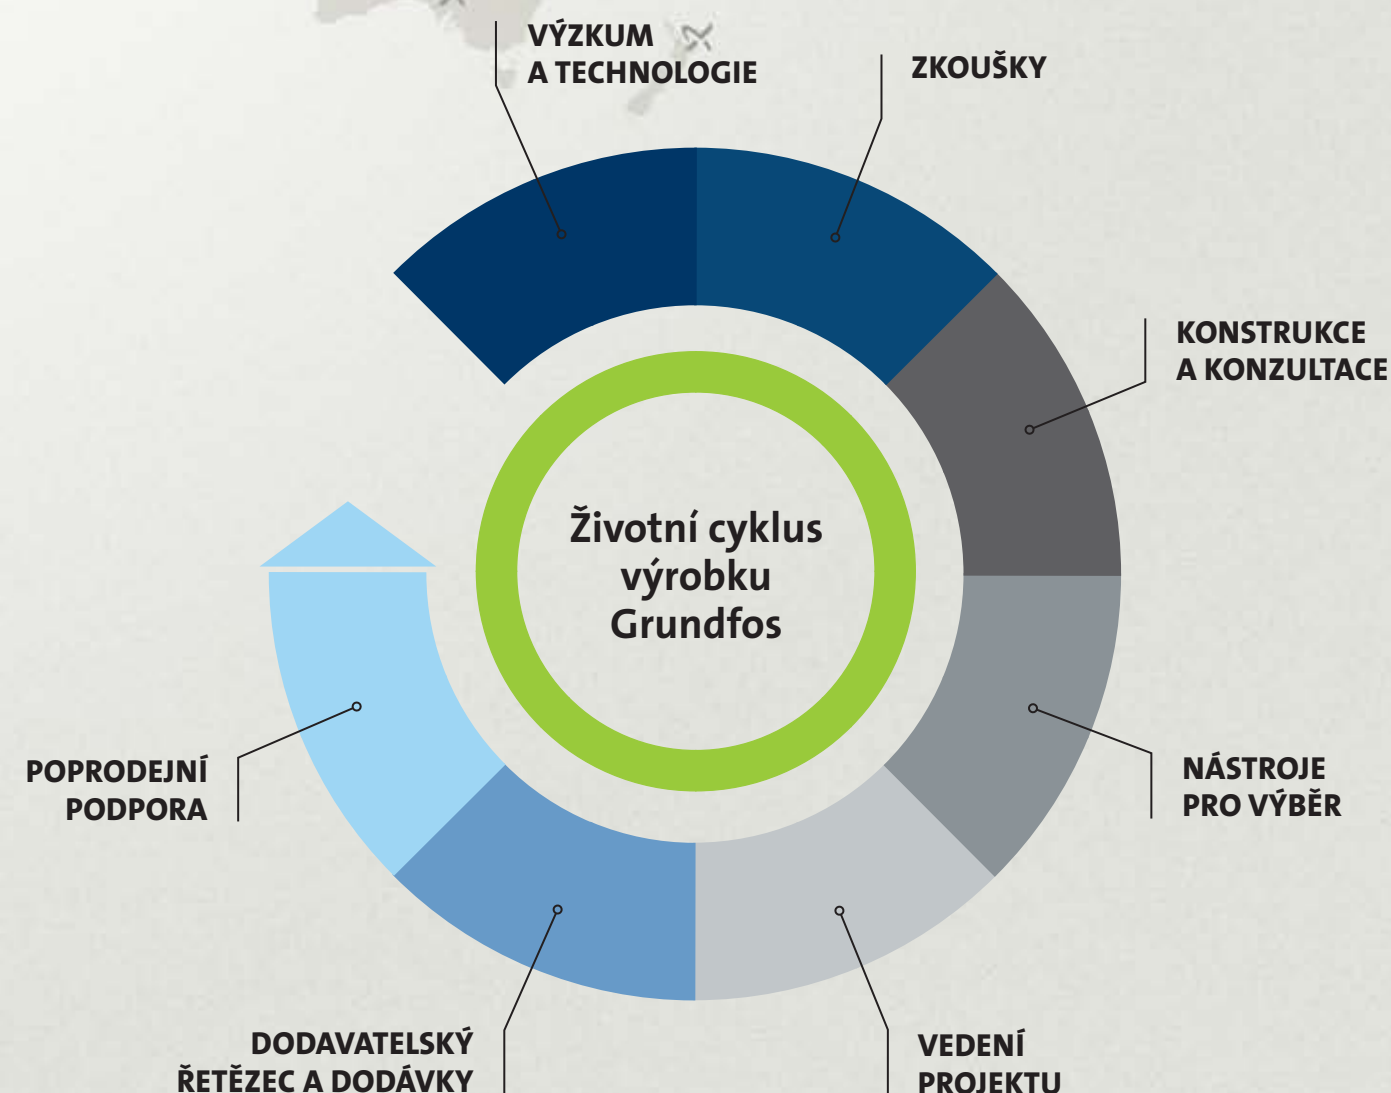 VÝZKUM
A TECHNOLOGIE
ZKOUŠKY
KONSTRUKCE
A KONZULTACE
Životní cyklus
výrobku
Grundfos
NÁSTROJE
PRO VÝBĚR
POPRODEJNÍ
PODPORA
DODAVATELSKÝ
ŘETĚZEC A DODÁVKY
VEDENÍ
PROJEKTU